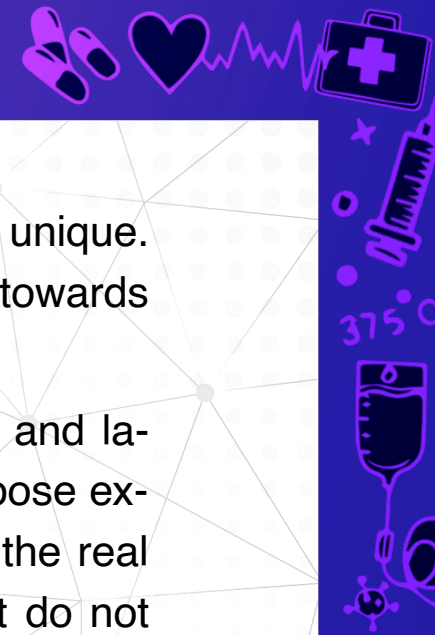 unique.
towards
and la-
pose ex-
the real
t do not
375